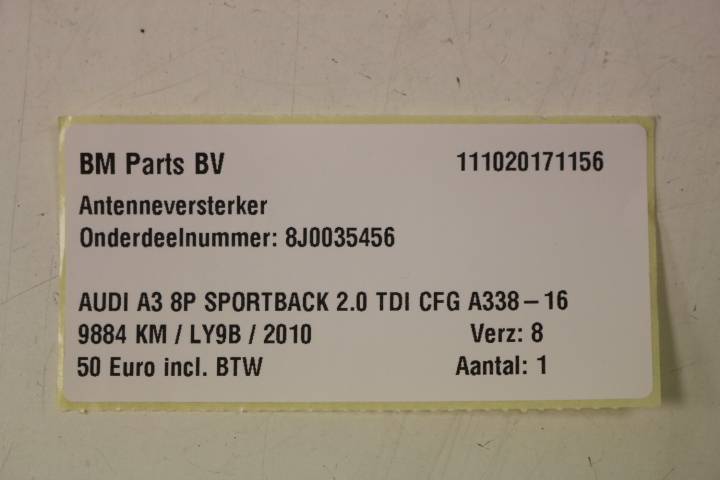 BM Parts BV 111020171156
Antenneversterker
Onderdeelnummer: 8J0035456
AUDI A3 8P SPORTBACK 2.0 TDI CFG A338-16
9884 KM / LY9B / 2010 Verz: 8
50 Euro incl. BTW Aantal: 1